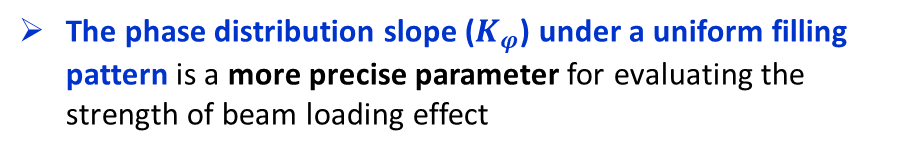 ➢ The phase distribution slope (𝑲𝝋) under a uniform filling
pattern is a more precise parameter for evaluating the
strength of beam loading effect